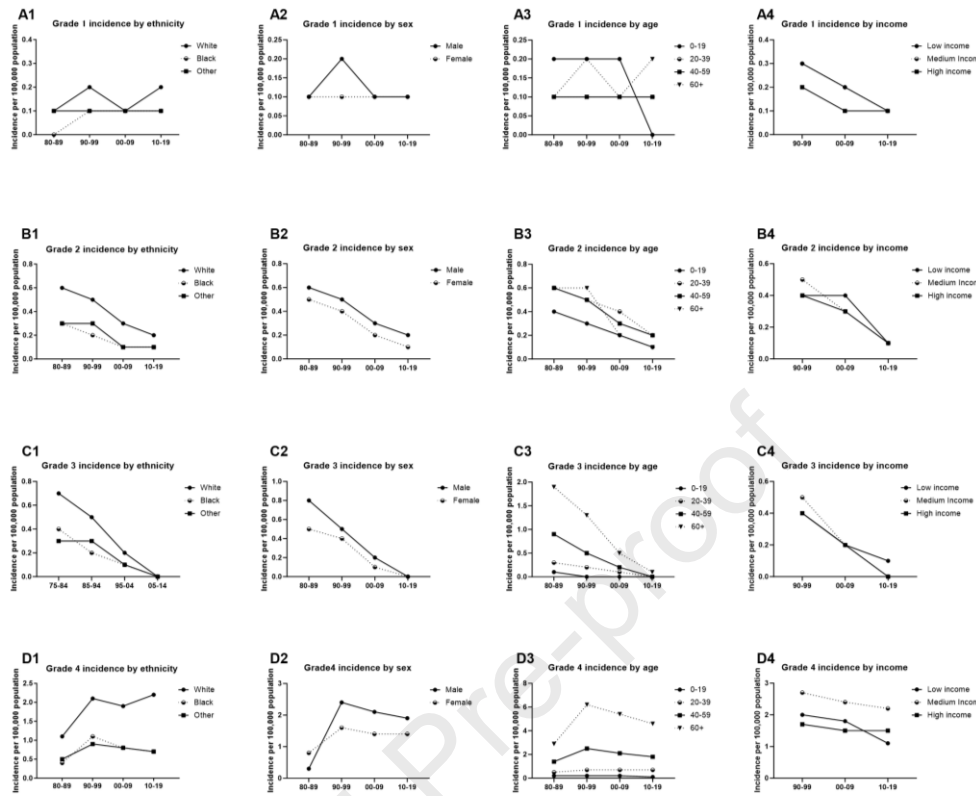 A1
Grade 1 incidence by ethnicity
Incidence per 100,000 population
0.4
0.3
0.2
0.1
0.0
80-89 90-99 00-09 10-19
White
Black
Other
A2
Grade 1 incidence by sex
Incidence per 100,000 population
0.25
0.20
0.15
0.10
0.05
0.00
80-89 90-99 00-09 10-19
Male
Female
A3
Grade I incidence by age
Incidence per 100,000 population
0.25
0.20
0.15
0.10
0.05
0.00
80-89 90-99 00-09 10-19
0-19
20-39
40-59
60+
A4
Grade I incidence by income
Incidence per 100,000 population
0.4
0.3
0.2
0.1
0.0
90-99 00-09 10-19
Low income
Medium Incom
High income
B1
Grade 2 incidence by ethnicity
Incidence per 100,000 population
0.8
0.6
0.4
0.2
0.0
80-89 90-99 00-09 10-19
White
Black
Other
B2
Grade 2 incidence by sex
Incidence per 100,000 population
0.8
0.6
0.4
0.2
0.0
80-89 90-99 00-09 10-19
Male
Female
B3
Grade 2 incidence by age
Incidence per 100,000 population
0.8
0.6
0.4
0.2
0.0
80-89 90-99 00-09 10-19
0-19
20-39
40-59
60+
B4
Grade 2 incidence by income
Incidence per 100,000 population
0.6
0.4
0.2
0.0
90-99 00-09 10-19
Low income
Medium Incom
High income
C1
Grade 3 incidence by ethnicity
Incidence per 100,000 population
0.8
0.6
0.4
0.2
0.0
75-84 85-94 95-04 05-14
White
Black
Other
C2
Grade 3 incidence by sex
Incidence per 100,000 population
1.0
0.8
0.6
0.4
0.2
0.0
80-89 90-99 00-09 10-19
Male
Female
C3
Grade 3 incidence by age
Incidence per 100,000 population
2.0
1.5
1.0
0.5
0.0
80-89 90-99 00-09 10-19
0-19
20-39
40-59
60+
C4
Grade 3 incidence by income
Incidence per 100,000 population
0.6
0.4
0.2
0.0
90-99 00-09 10-19
Low income
Medium Incom
High income
D1
Grade 4 incidence by ethnicity
Incidence per 100,000 population
2.5
2.0
1.5
1.0
0.5
0.0
80-89 90-99 00-09 10-19
White
Black
Other
D2
Grade4 incidence by sex
Incidence per 100,000 population
3
2
1
0
80-89 90-99 00-09 10-19
Male
Female
D3
Grade 4 incidence by age
Incidence per 100,000 population
8
6
4
2
0
80-89 90-99 00-09 10-19
0-19
20-39
40-59
60+
D4
Grade 4 incidence by income
Incidence per 100,000 population
3
2
1
0
90-99 00-09 10-19
Low income
Medium Incom
High income
Pre-proof